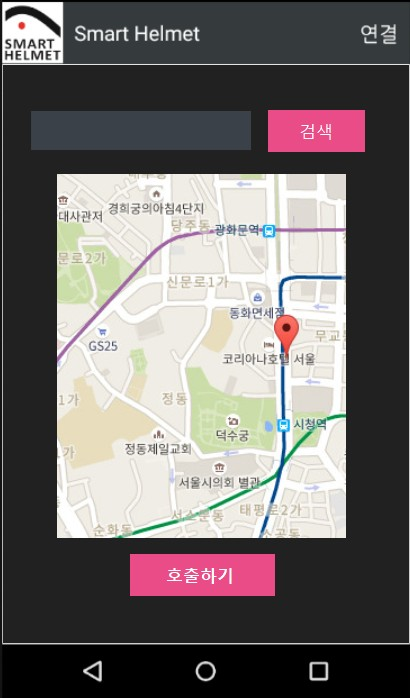 SMART
HELMET
Smart Helmet
연결
검색
경희궁의아침4단지
대사관저
당주동
광화문역
문로2가
신문로1가
동화면세점
GS25
무교
코리아나호텔 서울
정동
시청역
덕수궁
정동제일교회
서울시의회 별관
서소문동
태평로2가
순화동
소공동
호출하기